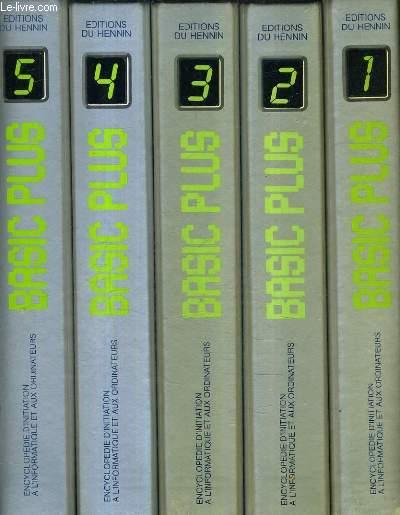 EDITIONS
DU HENNIN
5
BASIC PLUS
ENCYCLOPEDIE D'INITIATION
A L'INFORMATIQUE ET AUX ORDINATEURS
EDITIONS
DU HENNIN
4
BASIC PLUS
ENCYCLOPEDIE D'INITIATION
A L'INFORMATIQUE ET AUX ORDINATEURS
EDITIONS
DU HENNIN
3
BASIC PLUS
ENCYCLOPEDIE D'INITIATION
A L'INFORMATIQUE ET AUX ORDINATEURS
EDITIONS
DU HENNIN
2
BASIC PLUS
ENCYCLOPEDIE D'INITIATION
A L'INFORMATIQUE ET AUX ORDINATEURS
EDITIONS
DU HENNIN
1
BASIC PLUS
ENCYCLOPEDIE D'INITIATION
A L'INFORMATIQUE ET AUX ORDINATEURS
le-livre.com